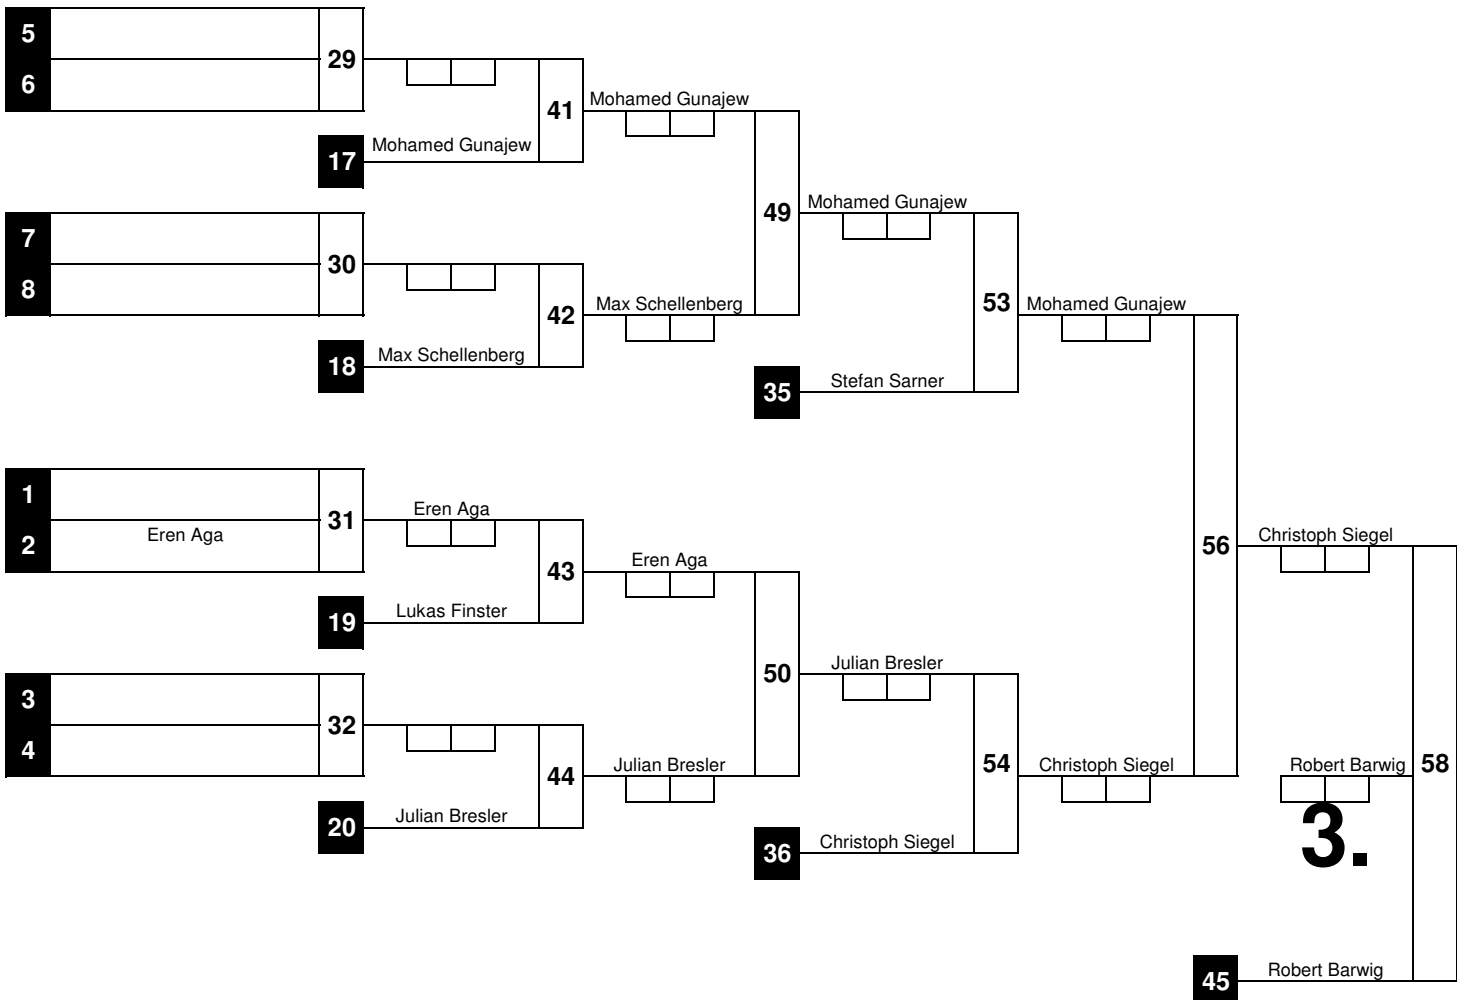 5
29
6
41
Mohamed Gunajew
17
Mohamed Gunajew
49
Mohamed Gunajew
7
30
8
42
Max Schellenberg
53
Mohamed Gunajew
18
Max Schellenberg
35
Stefan Sarner
1
31
Eren Aga
2
Eren Aga
43
Eren Aga
56
Christoph Siegel
19
Lukas Finster
50
Julian Bresler
3
32
4
44
Julian Bresler
54
Christoph Siegel
Robert Barwig
58
20
Julian Bresler
36
Christoph Siegel
3.
45
Robert Barwig